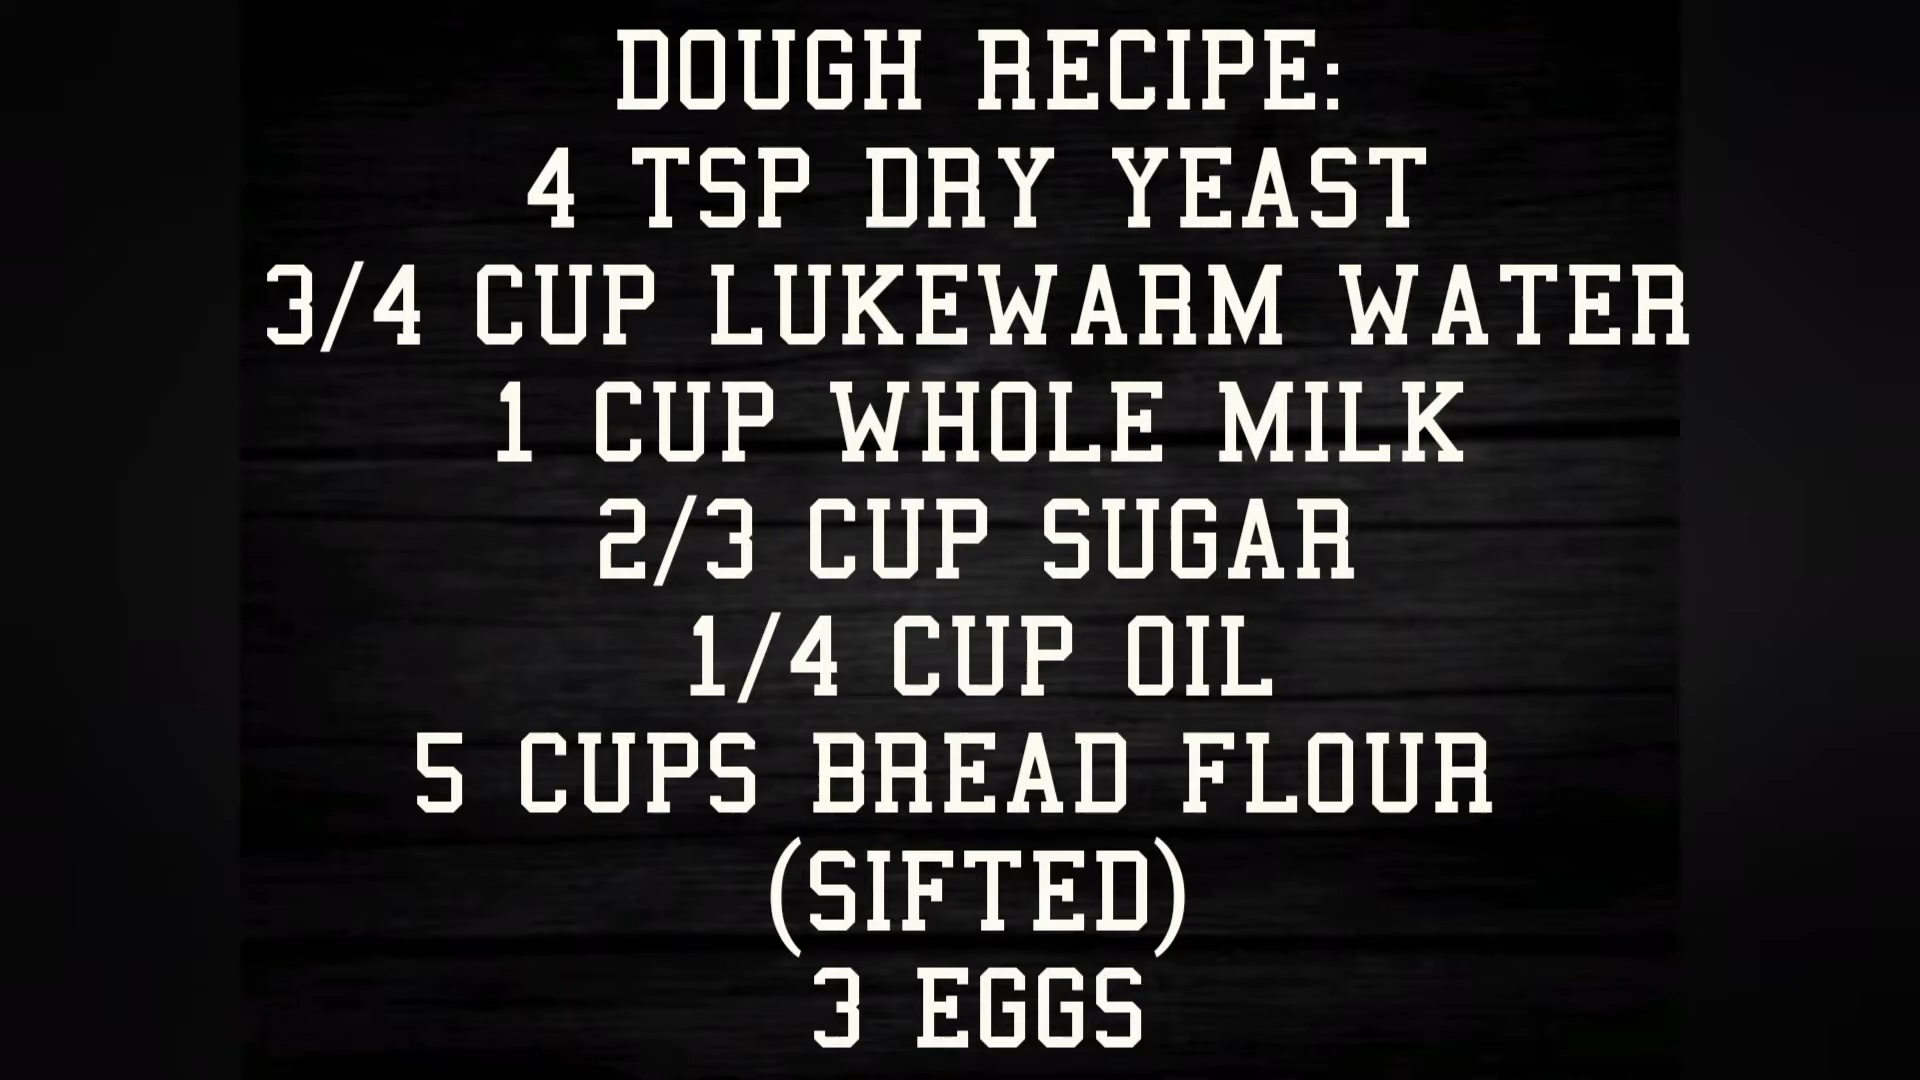 DOUGH RECIPE:
4 TSP DRY YEAST
3/4 CUP LUKEWARM WATER
1 CUP WHOLE MILK
2/3 CUP SUGAR
1/4 CUP OIL
5 CUPS BREAD FLOUR
(SIFTED)
3 EGGS